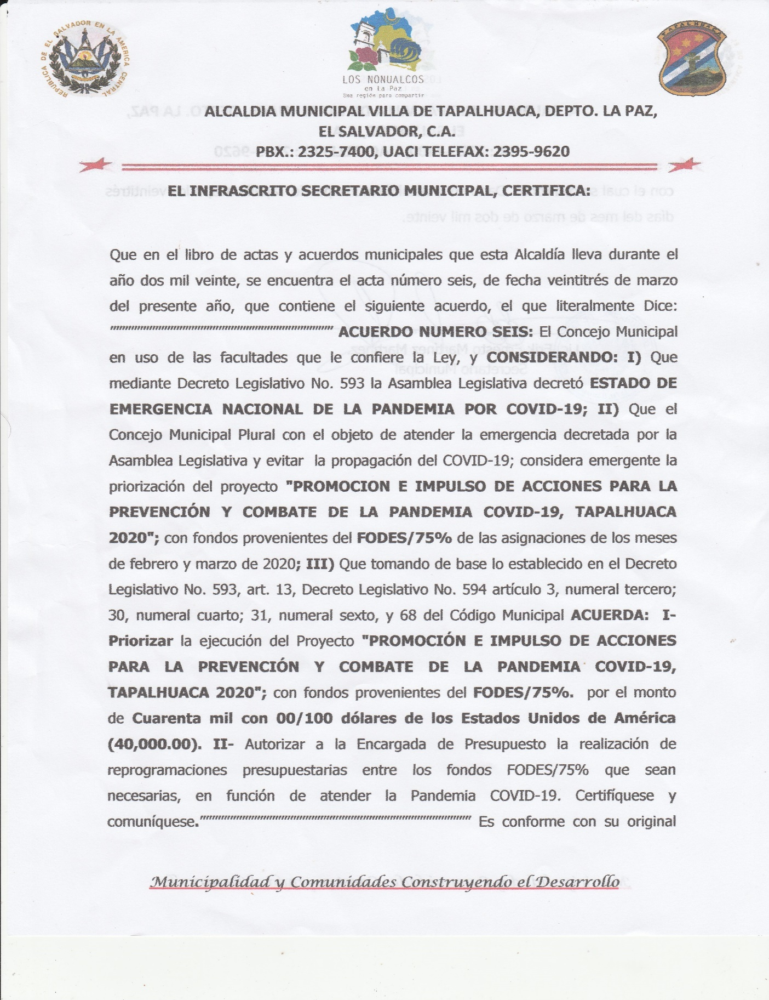 REPUBLICA DE EL SALVADOR EN LA AMERICA CENTRAL
LOS NONUALCOS
en La Paz
Una región para compartir
TAPALHUACA
ALCALDIA MUNICIPAL VILLA DE TAPALHUACA, DEPTO. LA PAZ,
EL SALVADOR, C.A.
PBX.: 2325-7400, UACI TELEFAX: 2395-9620
EL INFRASCRITO SECRETARIO MUNICIPAL, CERTIFICA:
Que en el libro de actas y acuerdos municipales que esta Alcaldía lleva durante el
año dos mil veinte, se encuentra el acta número seis, de fecha veintitrés de marzo
del presente año, que contiene el siguiente acuerdo, el que literalmente Dice:
"""""""""""""""""""""""""""""""""""" ACUERDO NUMERO SEIS: El Concejo Municipal
en uso de las facultades que le confiere la Ley, y CONSIDERANDO: I) Que
mediante Decreto Legislativo No. 593 la Asamblea Legislativa decretó ESTADO DE
EMERGENCIA NACIONAL DE LA PANDEMIA POR COVID-19; II) Que el
Concejo Municipal Plural con el objeto de atender la emergencia decretada por la
Asamblea Legislativa y evitar la propagación del COVID-19; considera emergente la
priorización del proyecto "PROMOCION E IMPULSO DE ACCIONES PARA LA
PREVENCIÓN Y COMBATE DE LA PANDEMIA COVID-19, TAPALHUACA
2020"; con fondos provenientes del FODES/75% de las asignaciones de los meses
de febrero y marzo de 2020; III) Que tomando de base lo establecido en el Decreto
Legislativo No. 593, art. 13, Decreto Legislativo No. 594 artículo 3, numeral tercero;
30, numeral cuarto; 31, numeral sexto, y 68 del Código Municipal ACUERDA: I-
Priorizar la ejecución del Proyecto "PROMOCIÓN E IMPULSO DE ACCIONES
PARA LA PREVENCIÓN Y COMBATE DE LA PANDEMIA COVID-19,
TAPALHUACA 2020"; con fondos provenientes del FODES/75%. por el monto
de Cuarenta mil con 00/100 dólares de los Estados Unidos de América
(40,000.00). II- Autorizar a la Encargada de Presupuesto la realización de
reprogramaciones presupuestarias entre los fondos FODES/75% que sean
necesarias, en función de atender la Pandemia COVID-19. Certifíquese y
comuníquese."""""""""""""""""""""""""""""""""""""""""""" Es conforme con su original
Municipalidad y Comunidades Construyendo el Desarrollo